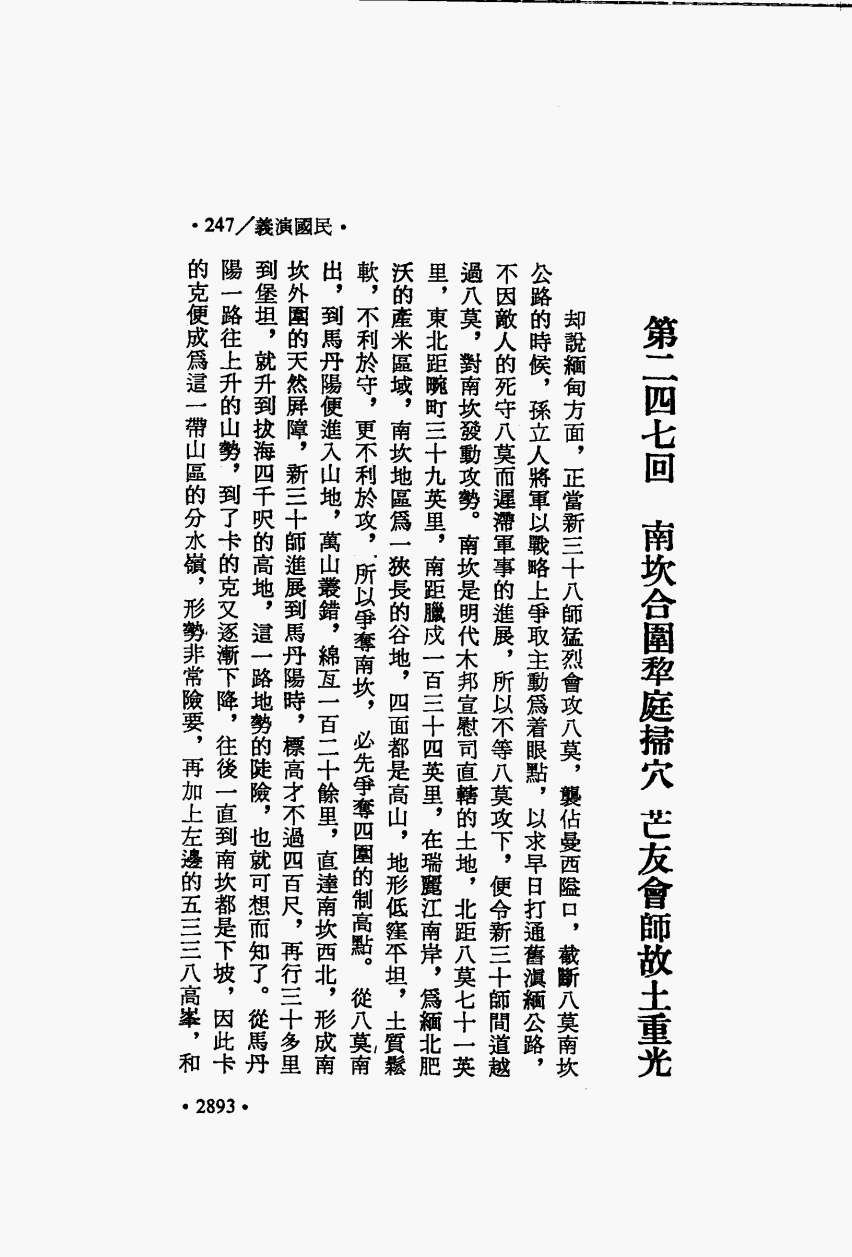 •247／義演國民•
第二四七回　南坎合圍犂庭掃穴　芒友會師故土重光
却說緬甸方面，正當新三十八師猛烈會攻八莫，襲佔曼西隘口，截斷八莫南坎
公路的時候，孫立人將軍以戰略上爭取主動爲着眼點，以求早日打通舊滇緬公路，
不因敵人的死守八莫而遲滯軍事的進展，所以不等八莫攻下，便令新三十師間道越
過八莫，對南坎發動攻勢。南坎是明代木邦宣慰司直轄的土地，北距八莫七十一英
里，東北距畹町三十九英里，南距臘戍一百三十四英里，在瑞麗江南岸，爲緬北肥
沃的產米區域，南坎地區爲一狹長的谷地，四面都是高山，地形低窪平坦，土質鬆
軟，不利於守，更不利於攻，所以爭奪南坎，必先爭奪四圍的制高點。從八莫南
出，到馬丹陽便進入山地，萬山叢錯，綿亙一百二十餘里，直達南坎西北，形成南
坎外圍的天然屏障，新三十師進展到馬丹陽時，標高才不過四百尺，再行三十多里
到堡坦，就升到拔海四千呎的高地，這一路地勢的陡險，也就可想而知了。從馬丹
陽一路往上升的山勢，到了卡的克又逐漸下降，往後一直到南坎都是下坡，因此卡
的克便成爲這一帶山區的分水嶺，形勢非常險要，再加上左邊的五三三八高峯，和
•2893•